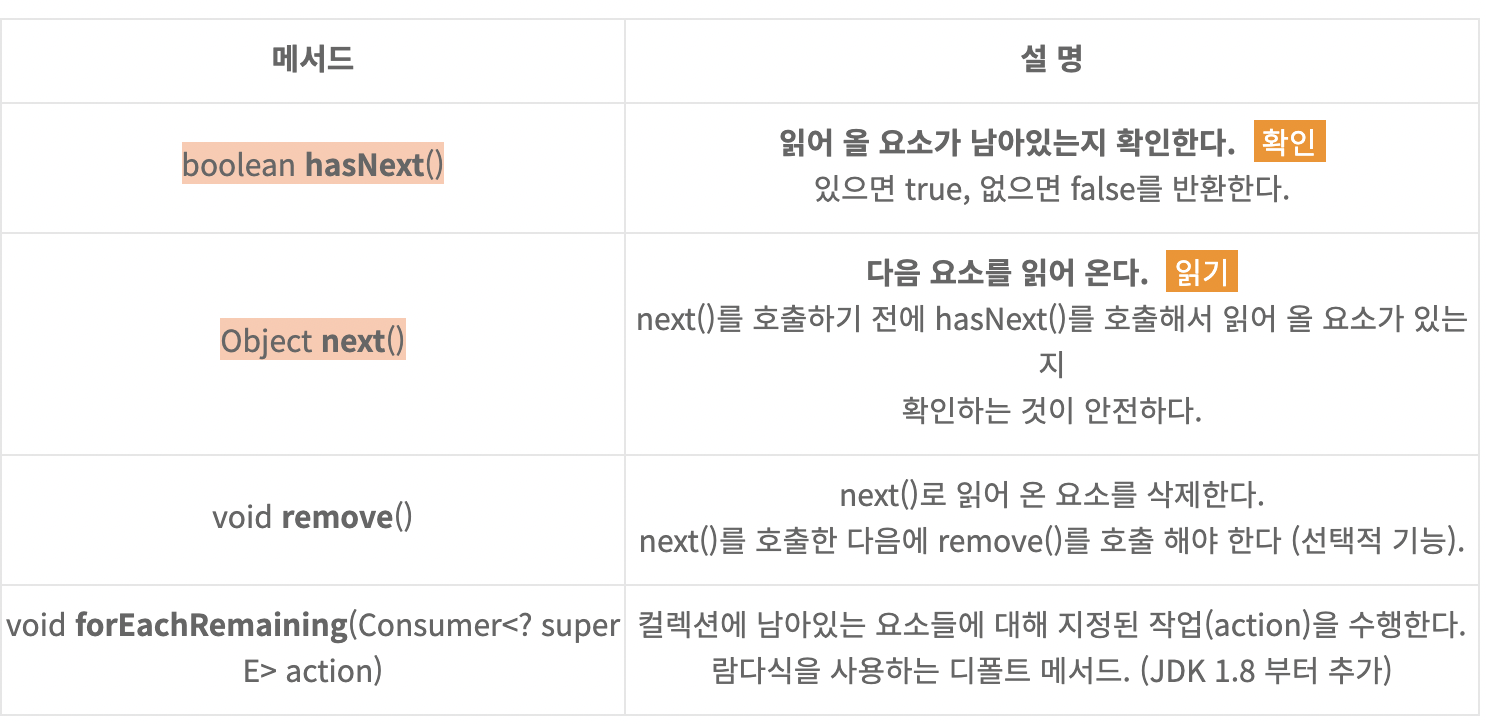 메서드
설 명
boolean hasNext()
읽어 올 요소가 남아있는지 확인한다. 확인
있으면 true, 없으면 false를 반환한다.
Object next()
다음 요소를 읽어 온다. 읽기
next()를 호출하기 전에 hasNext()를 호출해서 읽어 올 요소가 있는
지
확인하는 것이 안전하다.
void remove()
next()로 읽어 온 요소를 삭제한다.
next()를 호출한 다음에 remove()를 호출 해야 한다 (선택적 기능).
void forEachRemaining(Consumer<? super
E> action)
컬렉션에 남아있는 요소들에 대해 지정된 작업(action)을 수행한다.
람다식을 사용하는 디폴트 메서드. (JDK 1.8 부터 추가)